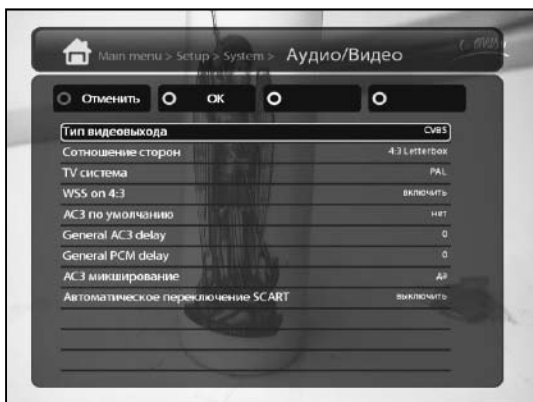 Main menu > Setup > System > Аудио/Видео
Отменить OK
Тип видеовыхода CVBS
Сотношение сторон 4:3 Letterbox
TV система PAL
WSS on 4:3 включить
AC3 по умолчанию нет
General AC3 delay 0
General PCM delay 0
AC3 микширование да
Автоматическое переключение SCART выключить